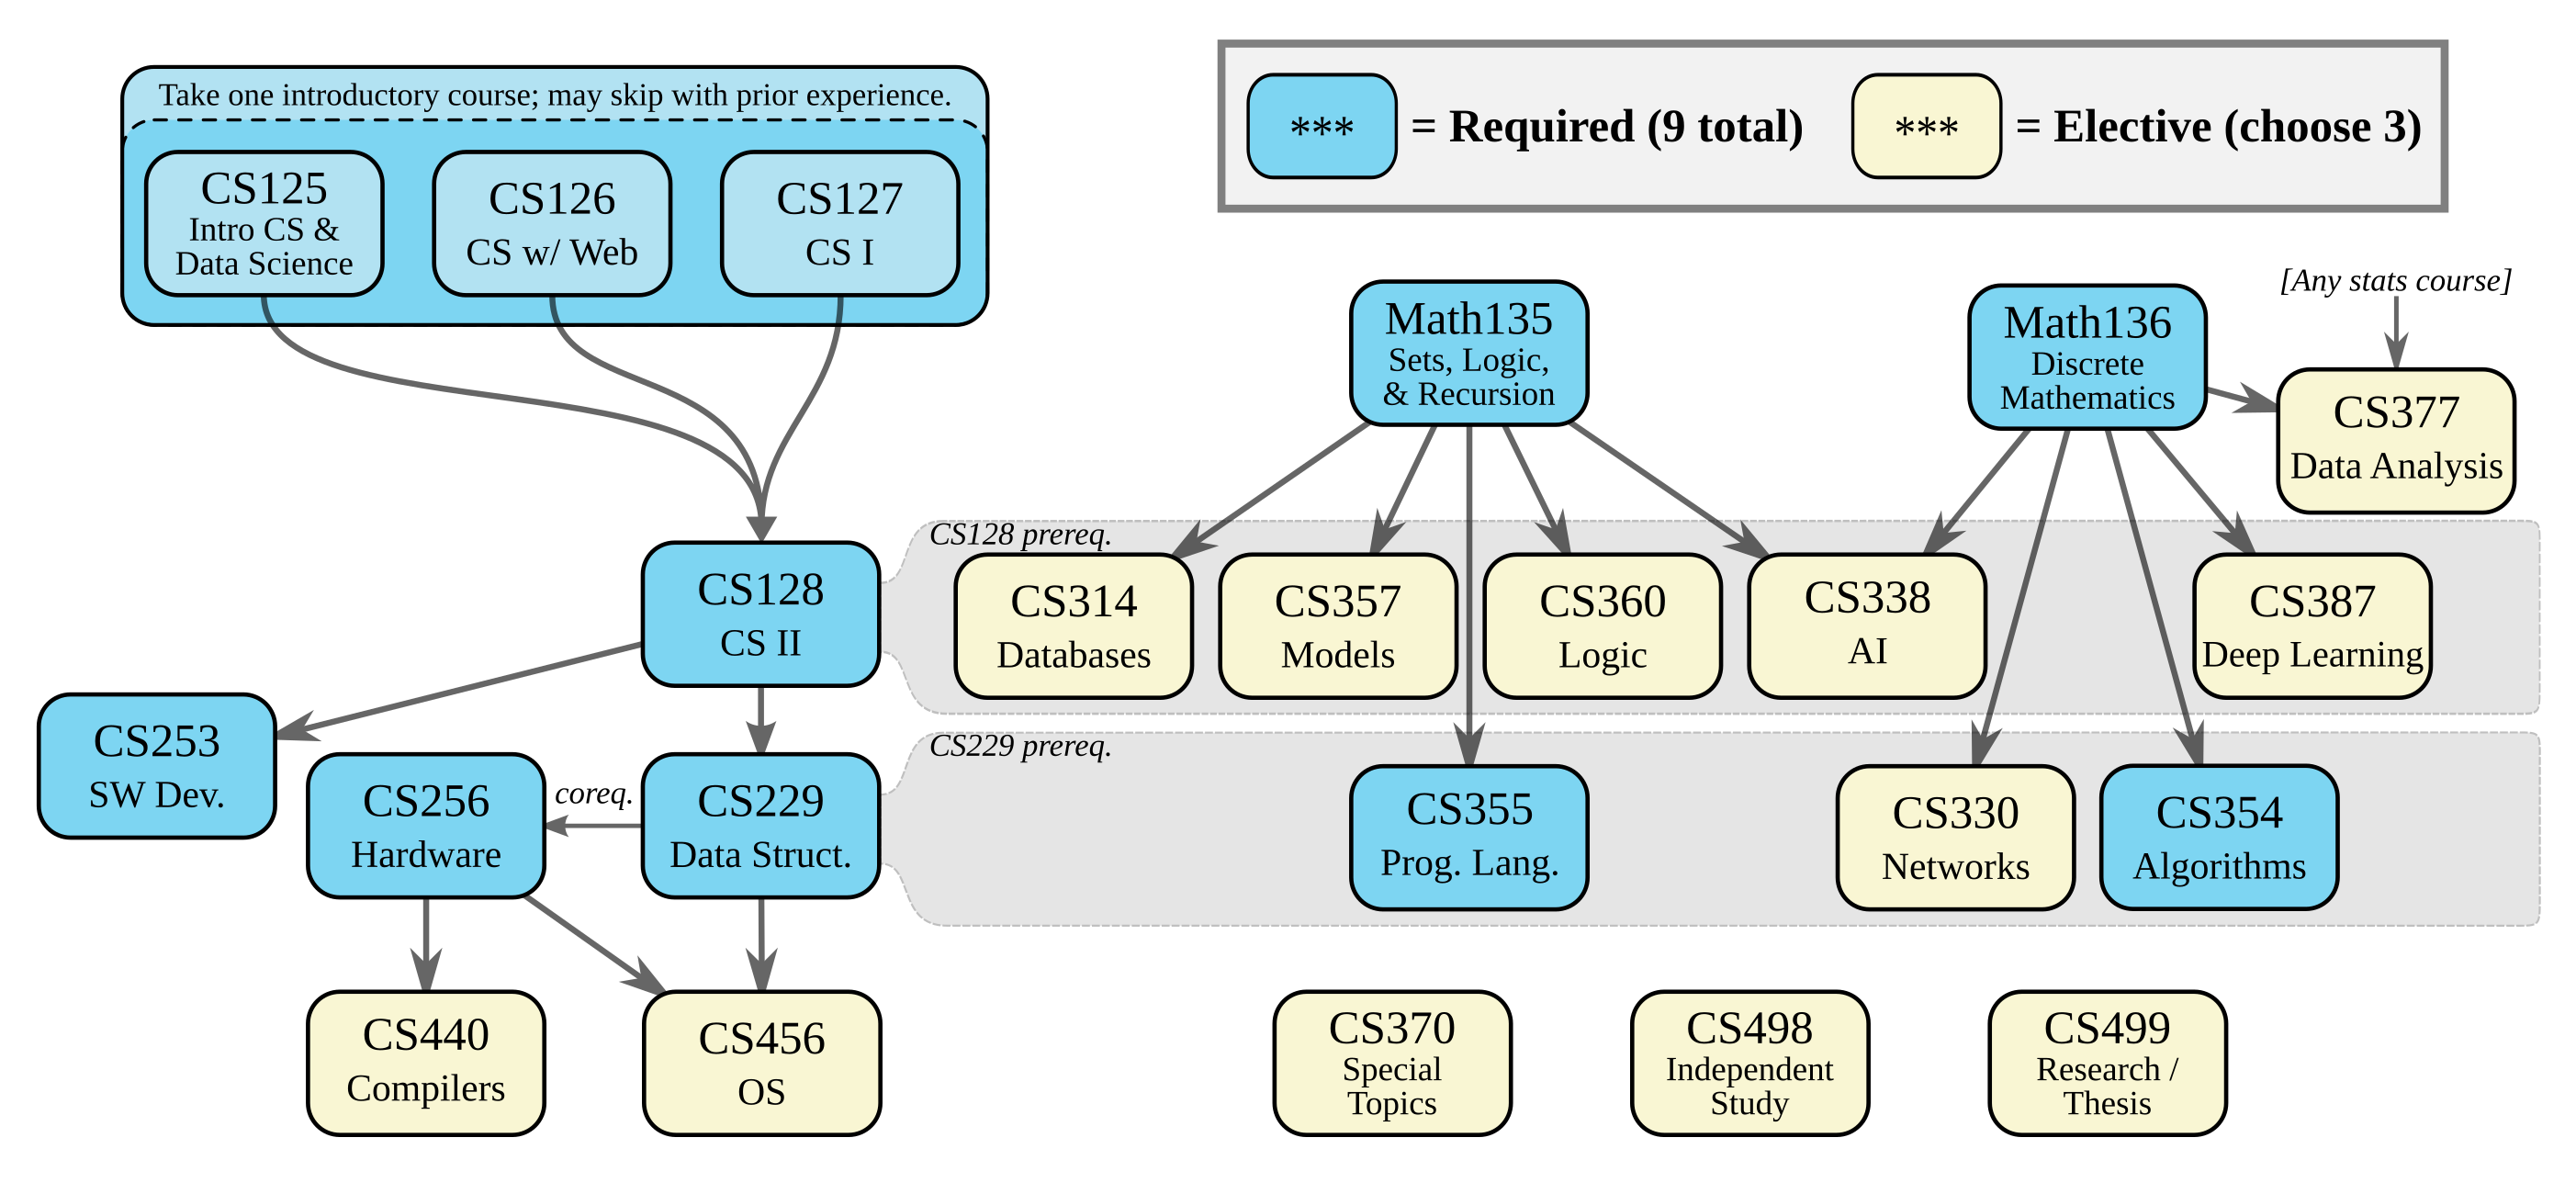 Take one introductory course; may skip with prior experience.
CS125
Intro CS &
Data Science
CS126
CS w/ Web
CS127
CS I
*** = Required (9 total)
*** = Elective (choose 3)
Math135
Sets, Logic,
& Recursion
Math136
Discrete
Mathematics
[Any stats course]
CS377
Data Analysis
CS128
CS II
CS128 prereq.
CS314
Databases
CS357
Models
CS360
Logic
CS338
AI
CS387
Deep Learning
CS253
SW Dev.
CS256
Hardware
coreq.
CS229
Data Struct.
CS229 prereq.
CS355
Prog. Lang.
CS330
Networks
CS354
Algorithms
CS440
Compilers
CS456
OS
CS370
Special
Topics
CS498
Independent
Study
CS499
Research /
Thesis